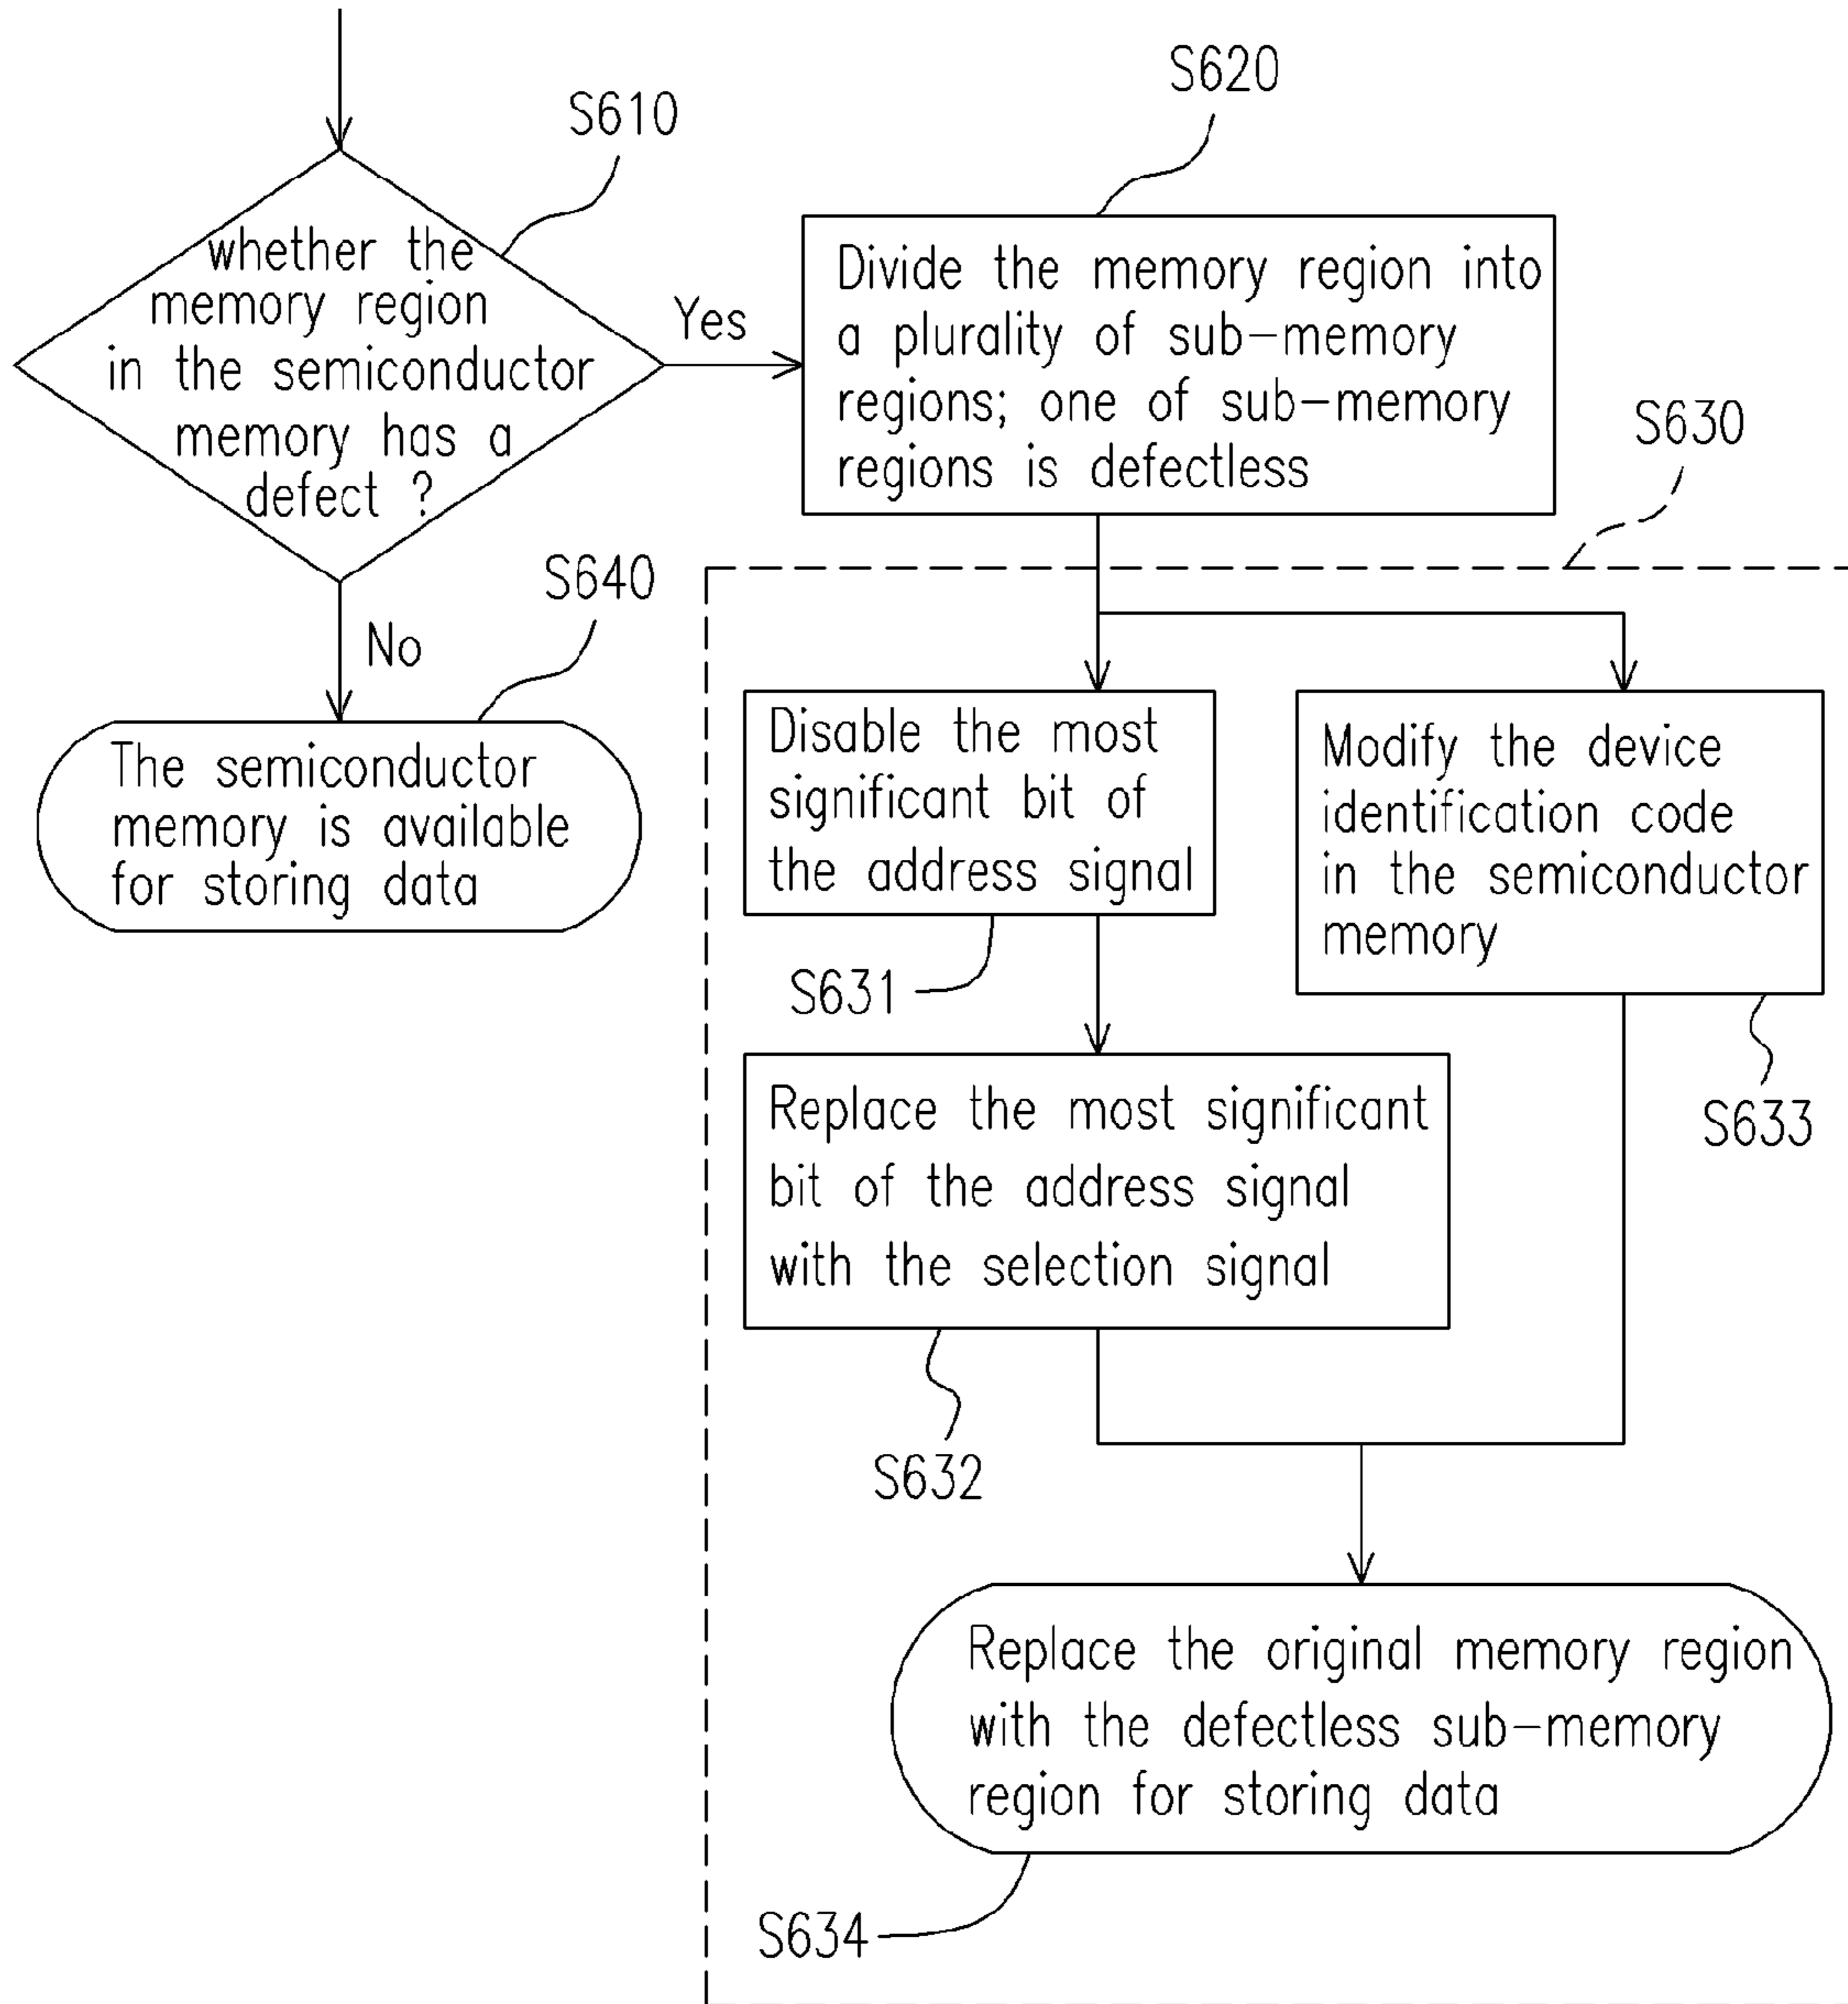 S610
whether the
memory region
in the semiconductor
memory has a
defect ?
Yes
No
S620
Divide the memory region into
a plurality of sub-memory
regions; one of sub-memory
regions is defectless
S630
S640
The semiconductor
memory is available
for storing data
Disable the most
significant bit of
the address signal
S631
Modify the device
identification code
in the semiconductor
memory
S633
Replace the most significant
bit of the address signal
with the selection signal
S632
Replace the original memory region
with the defectless sub-memory
region for storing data
S634